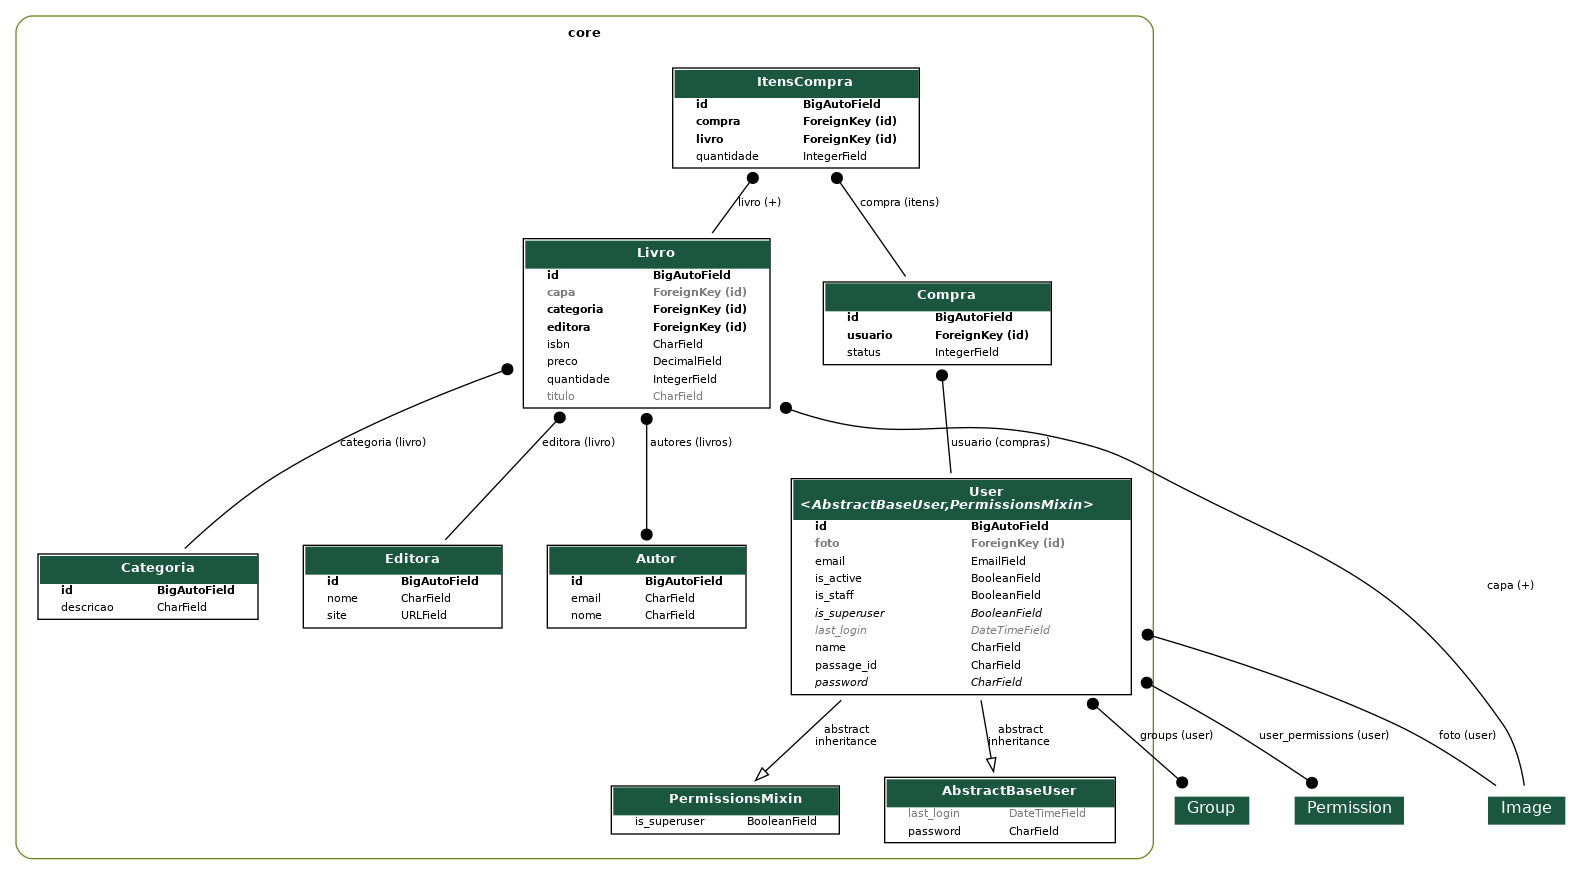 core
ItensCompra
id BigAutoField
compra ForeignKey (id)
livro ForeignKey (id)
quantidade IntegerField
livro (+)
compra (itens)
Livro
id BigAutoField
capa ForeignKey (id)
categoria ForeignKey (id)
editora ForeignKey (id)
isbn CharField
preco DecimalField
quantidade IntegerField
titulo CharField
Compra
id BigAutoField
usuario ForeignKey (id)
status IntegerField
categoria (livro)
editora (livro)
autores (livros)
usuario (compras)
Categoria
id BigAutoField
descricao CharField
Editora
id BigAutoField
nome CharField
site URLField
Autor
id BigAutoField
email CharField
nome CharField
User
<AbstractBaseUser,PermissionsMixin>
id BigAutoField
foto ForeignKey (id)
email EmailField
is_active BooleanField
is_staff BooleanField
is_superuser BooleanField
last_login DateTimeField
name CharField
passage_id CharField
password CharField
capa (+)
abstract
inheritance
abstract
inheritance
groups (user)
user_permissions (user)
foto (user)
PermissionsMixin
is_superuser BooleanField
AbstractBaseUser
last_login DateTimeField
password CharField
Group
Permission
Image